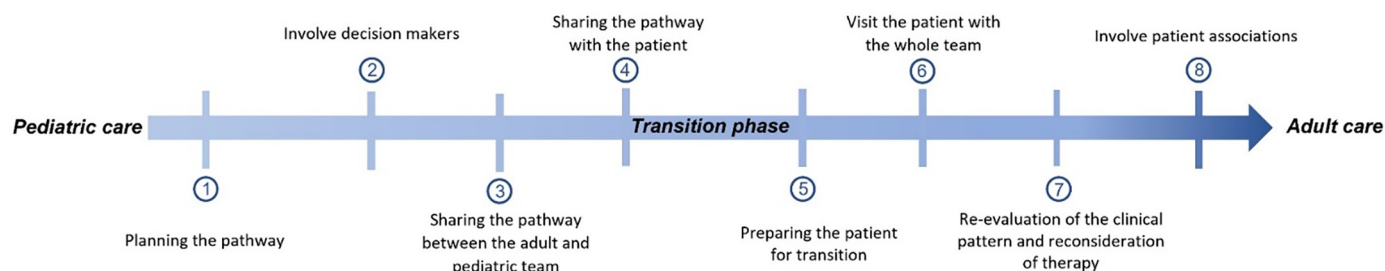 Pediatric care
1
Planning the pathway
Involve decision makers
2
3
Sharing the pathway
between the adult and
pediatric team
Sharing the pathway
with the patient
4
Transition phase
5
Preparing the patient
for transition
Visit the patient with
the whole team
6
7
Re-evaluation of the clinical
pattern and reconsideration
of therapy
Involve patient associations
8
Adult care